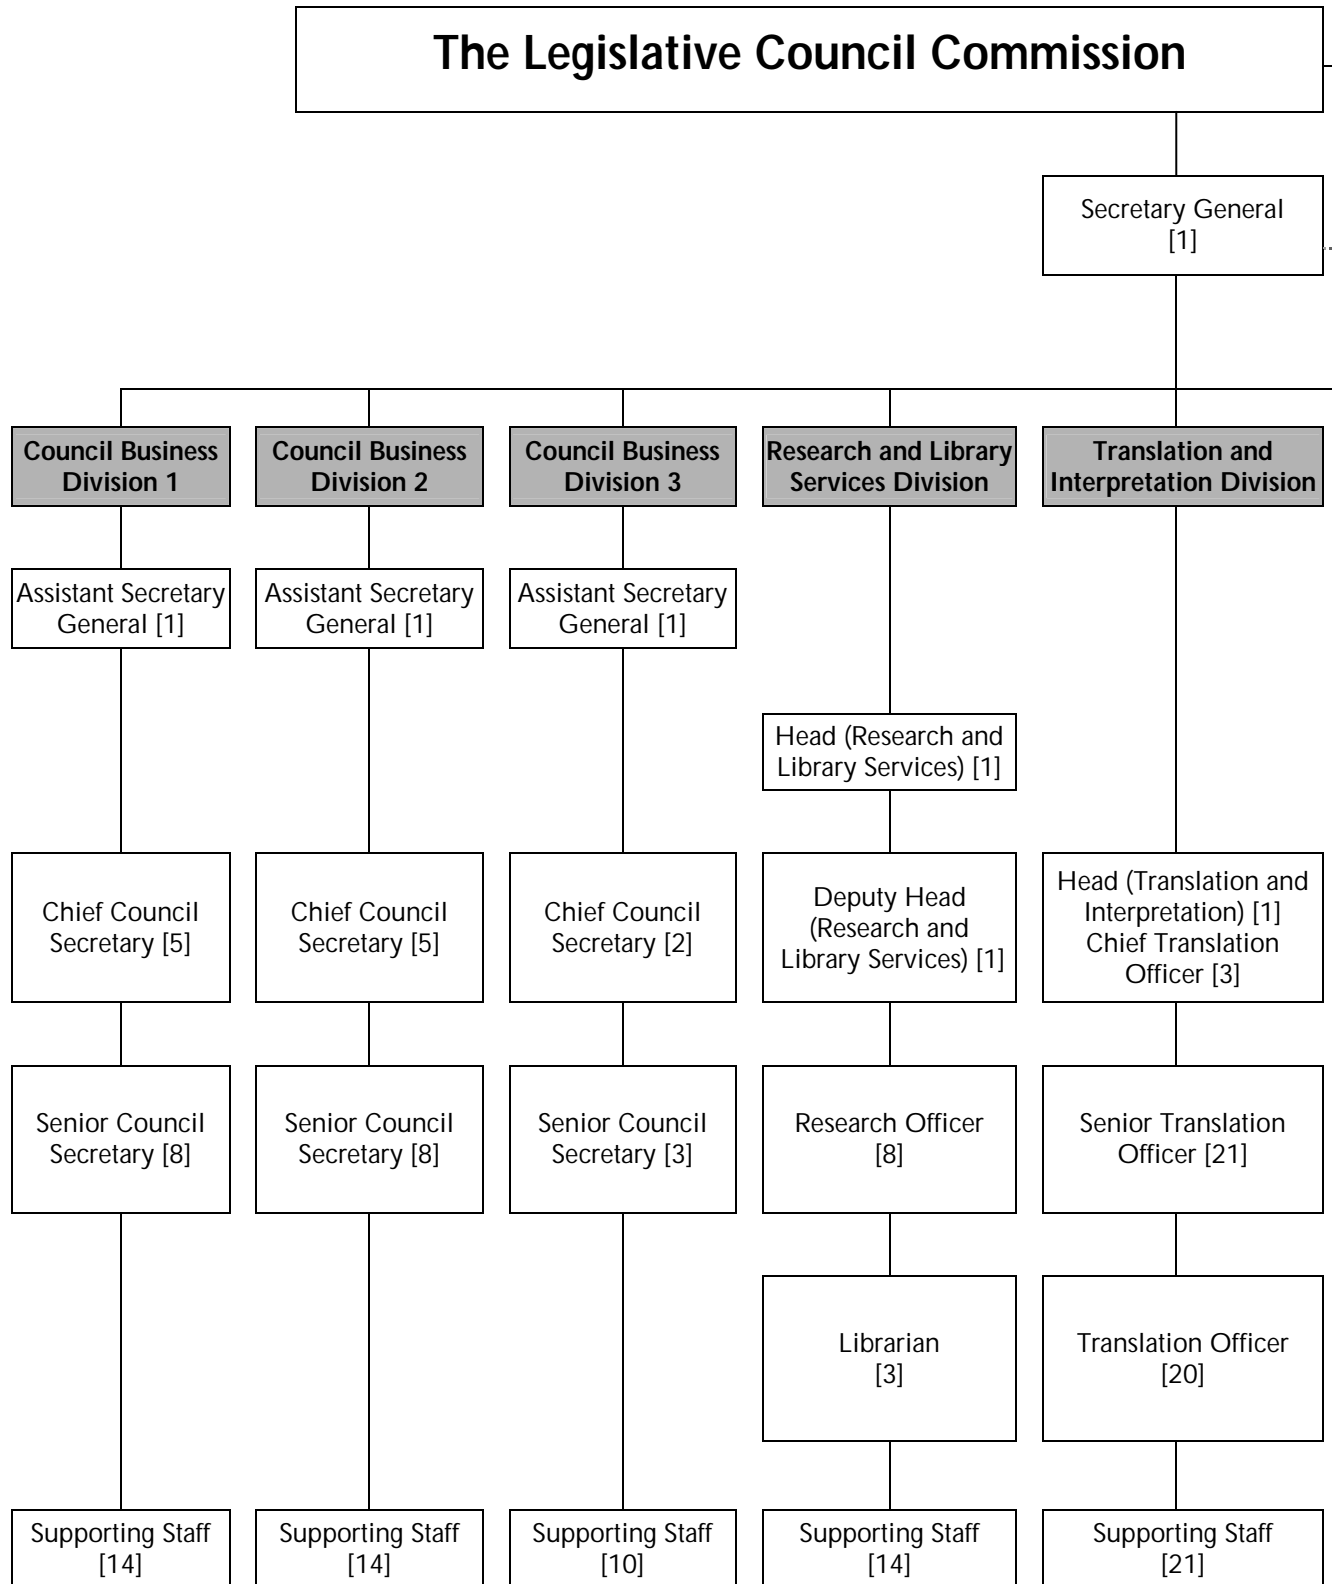 The Legislative Council Commission
Secretary General
[1]
Council Business
Division 1
Council Business
Division 2
Council Business
Division 3
Research and Library
Services Division
Translation and
Interpretation Division
Assistant Secretary
General [1]
Assistant Secretary
General [1]
Assistant Secretary
General [1]
Head (Research and
Library Services) [1]
Chief Council
Secretary [5]
Chief Council
Secretary [5]
Chief Council
Secretary [2]
Deputy Head
(Research and
Library Services) [1]
Head (Translation and
Interpretation) [1]
Chief Translation
Officer [3]
Senior Council
Secretary [8]
Senior Council
Secretary [8]
Senior Council
Secretary [3]
Research Officer
[8]
Senior Translation
Officer [21]
Librarian
[3]
Translation Officer
[20]
Supporting Staff
[14]
Supporting Staff
[14]
Supporting Staff
[10]
Supporting Staff
[14]
Supporting Staff
[21]